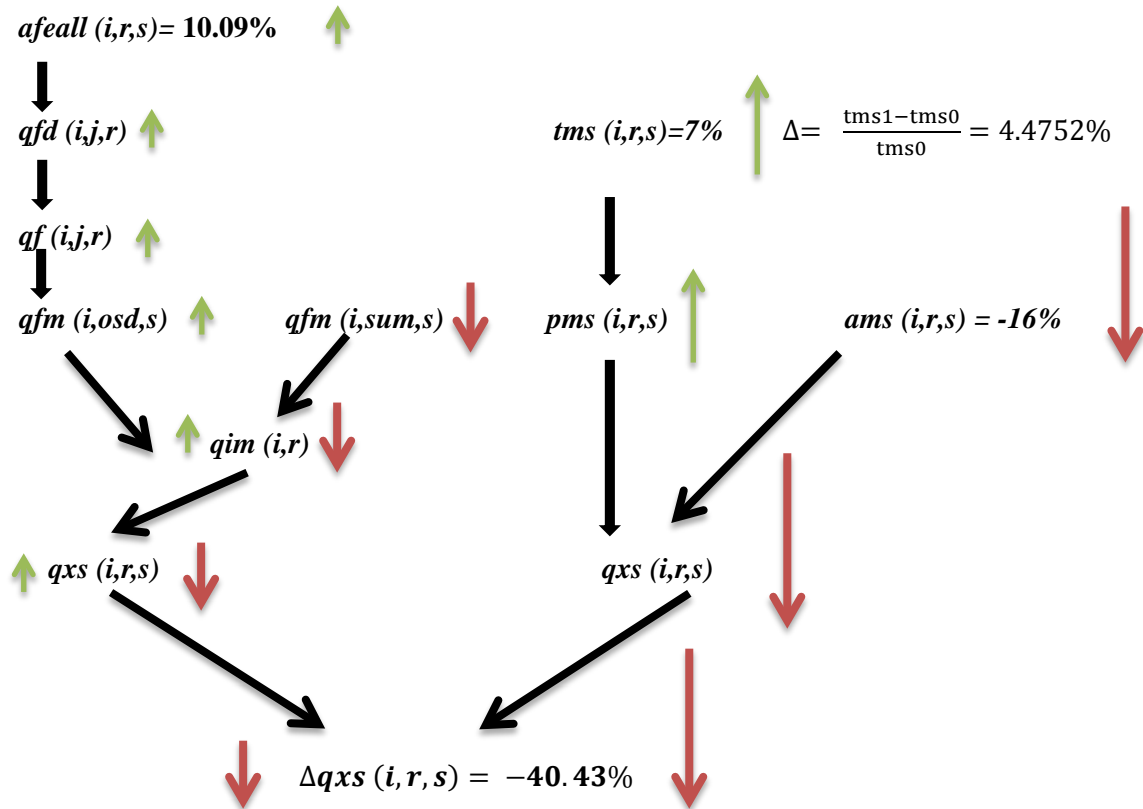 afeall (i,r,s)= 10.09%
qfd (i,j,r)
tms (i,r,s)=7% Δ= tms1−tms0 / tms0 = 4.4752%
qf (i,j,r)
qfm (i,osd,s) qfm (i,sum,s) pms (i,r,s) ams (i,r,s) = -16%
qim (i,r)
qxs (i,r,s) qxs (i,r,s)
Δqxs (i, r, s) = −40.43%